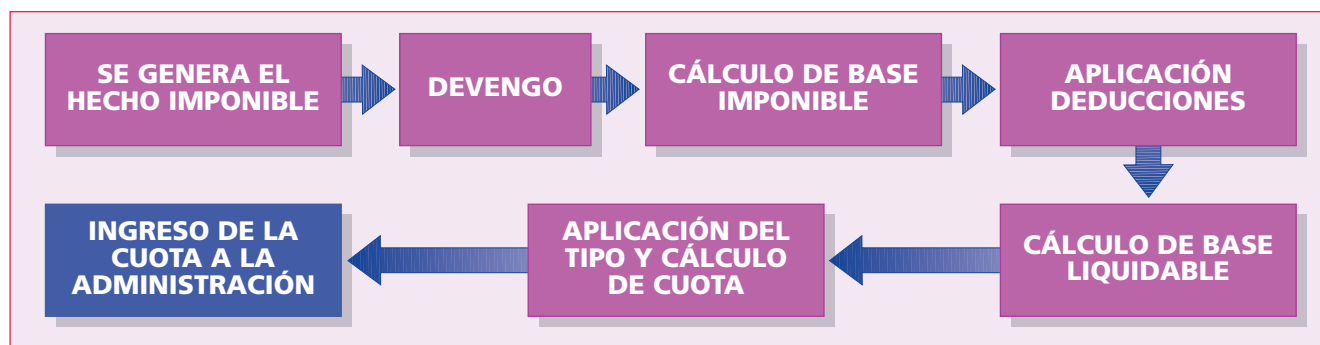 SE GENERA EL
HECHO IMPONIBLE
DEVENGO
CÁLCULO DE BASE
IMPONIBLE
APLICACIÓN
DEDUCCIONES
CÁLCULO DE BASE
LIQUIDABLE
APLICACIÓN DEL
TIPO Y CÁLCULO
DE CUOTA
INGRESO DE LA
CUOTA A LA
ADMINISTRACIÓN